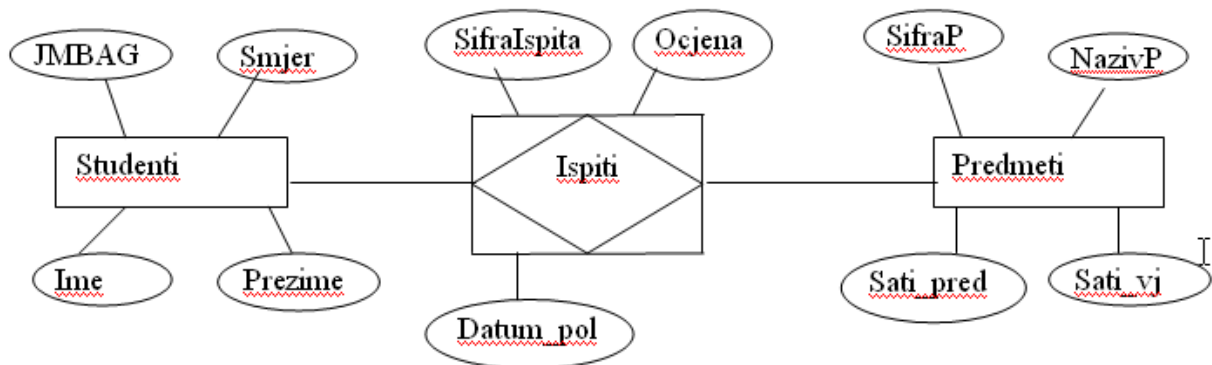 JMBAG
Smjer
SifraIspita
Ocjena
SifraP
NazivP
Studenti
Ispiti
Predmeti
Ime
Prezime
Datum_pol
Sati_pred
Sati_vj